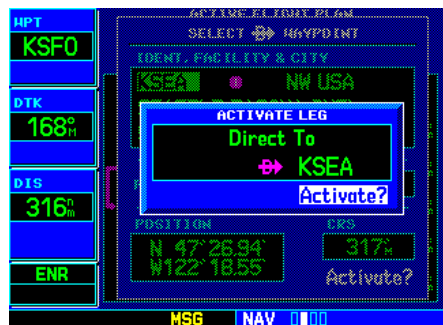 ACTIVE FLIGHT PLAN
WPT
KSFO
SELECT D WAYPOINT
IDENT, FACILITY & CITY
KSEA NW USA
DTK
168°M
ACTIVATE LEG
Direct To
D KSEA
Activate?
DIS
316nm
POSITION CRS
N 47°26.94' 317°M
W122°18.55' Activate?
ENR
MSG NAV